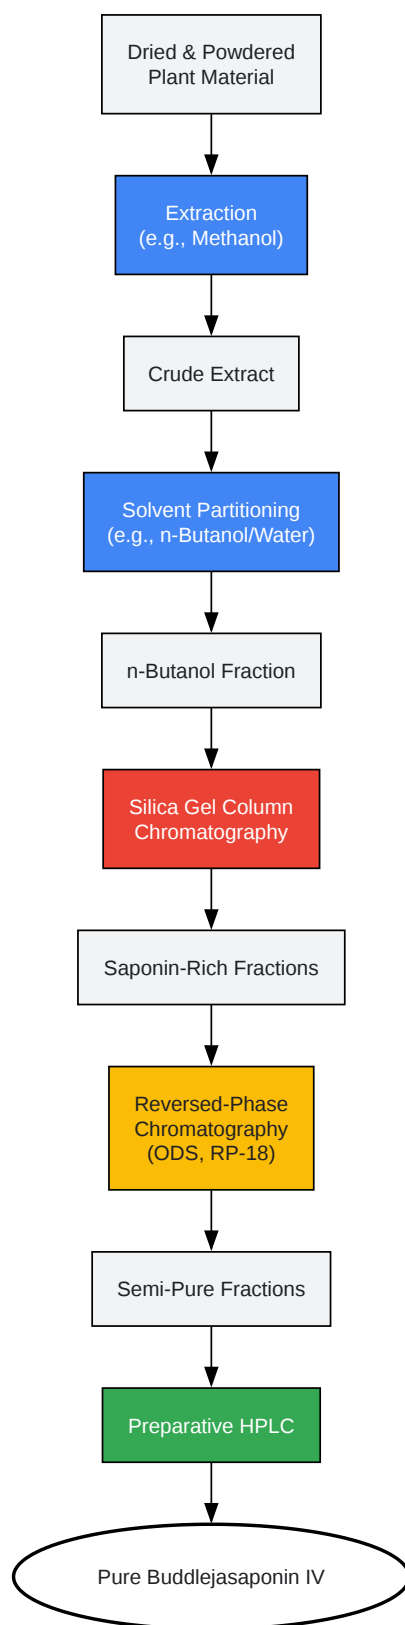 Dried & Powdered
Plant Material
Extraction
(e.g., Methanol)
Crude Extract
Solvent Partitioning
(e.g., n-Butanol/Water)
n-Butanol Fraction
Silica Gel Column
Chromatography
Saponin-Rich Fractions
Reversed-Phase
Chromatography
(ODS, RP-18)
Semi-Pure Fractions
Preparative HPLC
Pure Buddlejasaponin IV